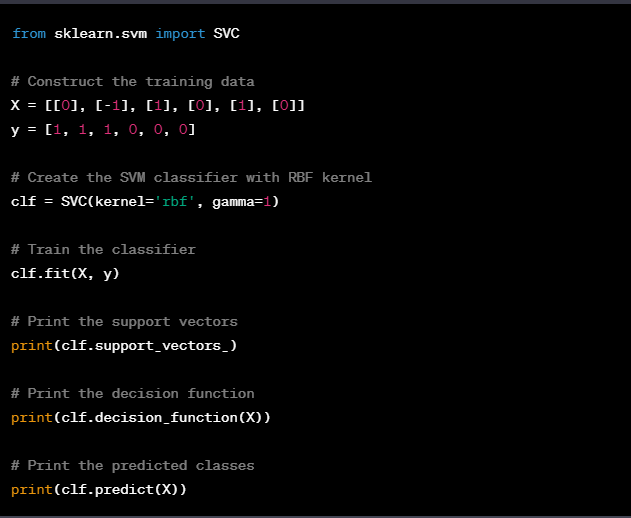 from sklearn.svm import SVC
# Construct the training data
X = [[0], [-1], [1], [0], [1], [0]]
y = [1, 1, 1, 0, 0, 0]
# Create the SVM classifier with RBF kernel
clf = SVC(kernel='rbf', gamma=1)
# Train the classifier
clf.fit(X, y)
# Print the support vectors
print(clf.support_vectors_)
# Print the decision function
print(clf.decision_function(X))
# Print the predicted classes
print(clf.predict(X))